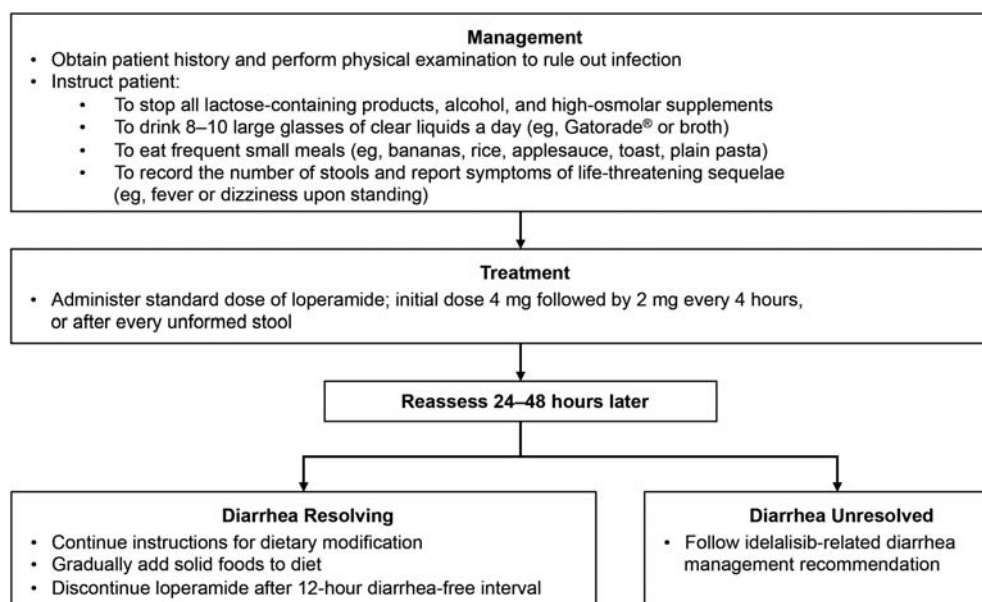 Management
• Obtain patient history and perform physical examination to rule out infection
• Instruct patient:
• To stop all lactose-containing products, alcohol, and high-osmolar supplements
• To drink 8–10 large glasses of clear liquids a day (eg, Gatorade® or broth)
• To eat frequent small meals (eg, bananas, rice, applesauce, toast, plain pasta)
• To record the number of stools and report symptoms of life-threatening sequelae
(eg, fever or dizziness upon standing)
Treatment
• Administer standard dose of loperamide; initial dose 4 mg followed by 2 mg every 4 hours,
or after every unformed stool
Reassess 24–48 hours later
Diarrhea Resolving
• Continue instructions for dietary modification
• Gradually add solid foods to diet
• Discontinue loperamide after 12-hour diarrhea-free interval
Diarrhea Unresolved
• Follow idelalisib-related diarrhea
management recommendation